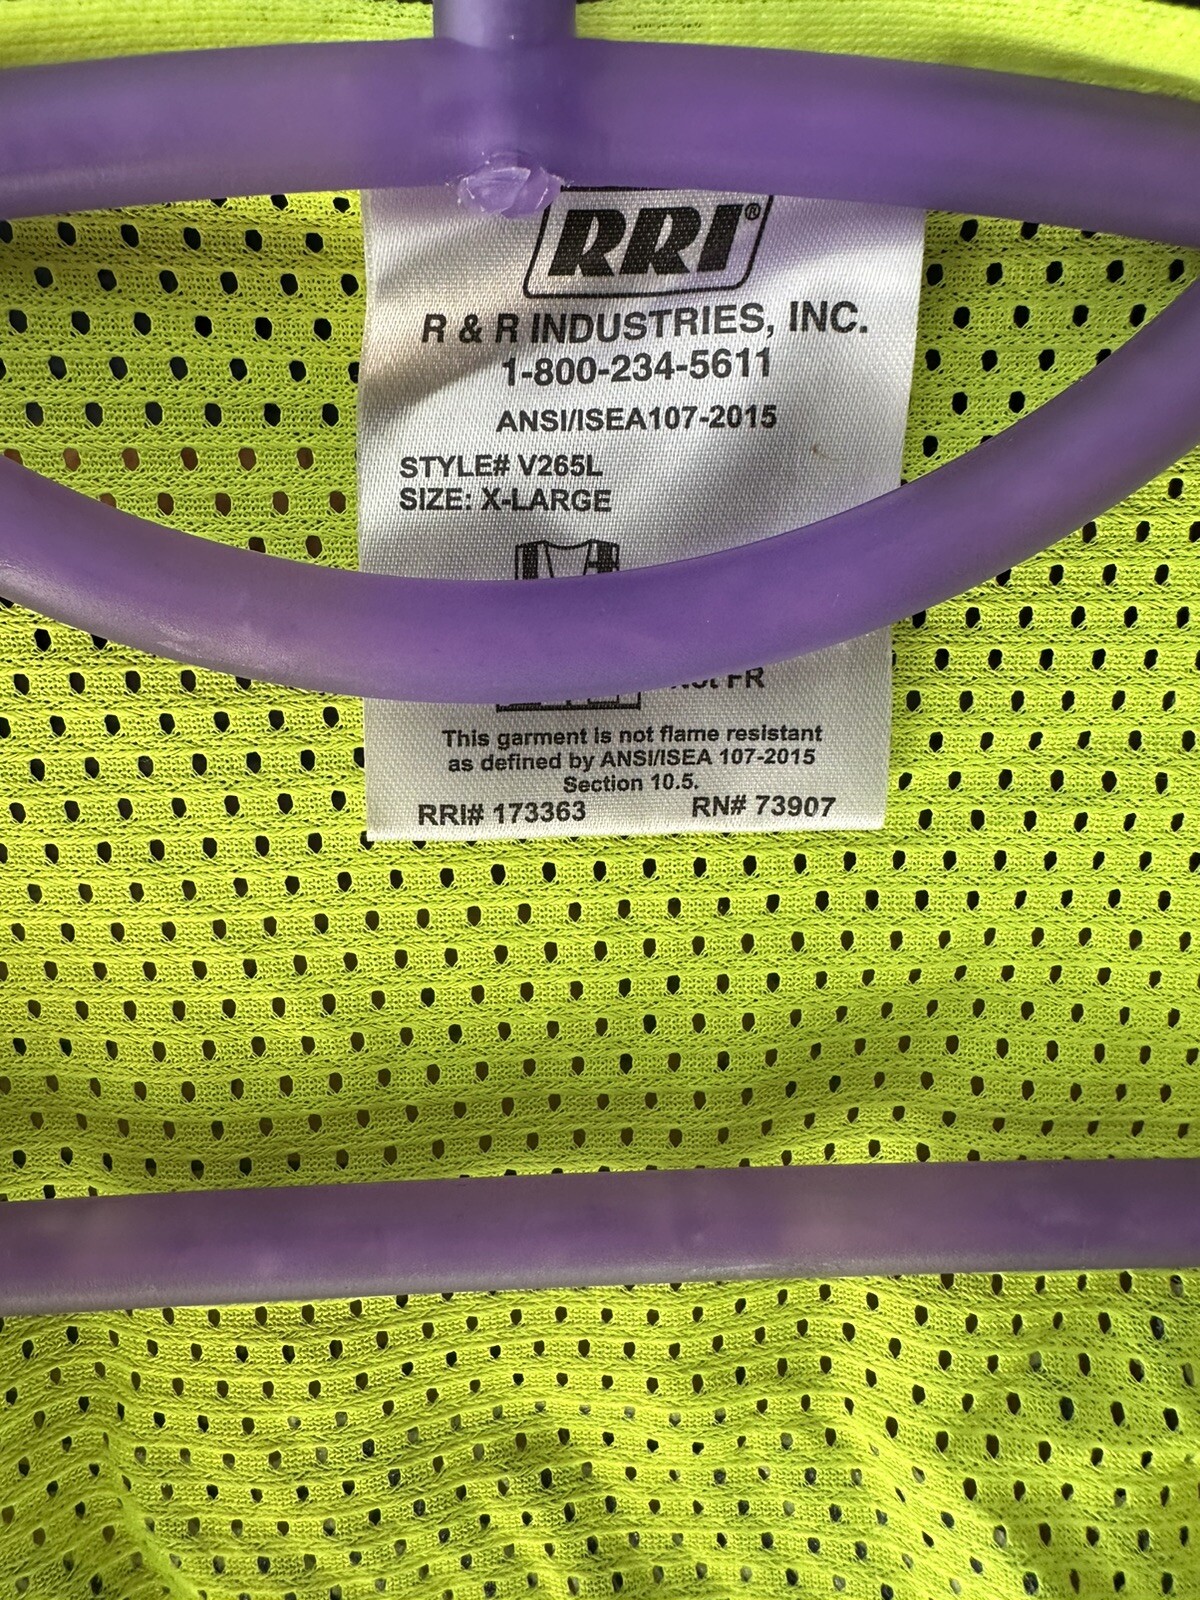 RRI®
R & R INDUSTRIES, INC.
1-800-234-5611
ANSI/ISEA107-2015
STYLE# V265L
SIZE: X-LARGE
FR
This garment is not flame resistant
as defined by ANSI/ISEA 107-2015
Section 10.5.
RRI# 173363 RN# 73907